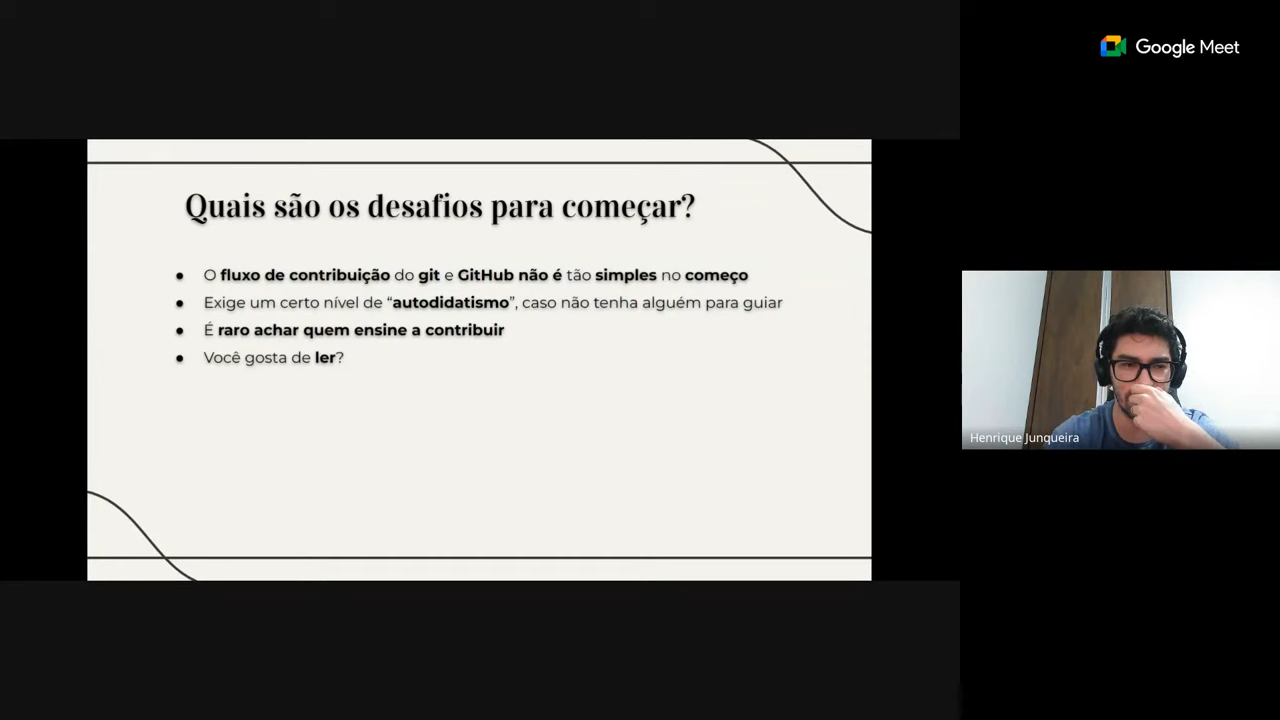 Google Meet
Quais são os desafios para começar?
● O fluxo de contribuição do git e GitHub não é tão simples no começo
● Exige um certo nível de “autodidatismo”, caso não tenha alguém para guiar
● É raro achar quem ensine a contribuir
● Você gosta de ler?
Henrique Junqueira